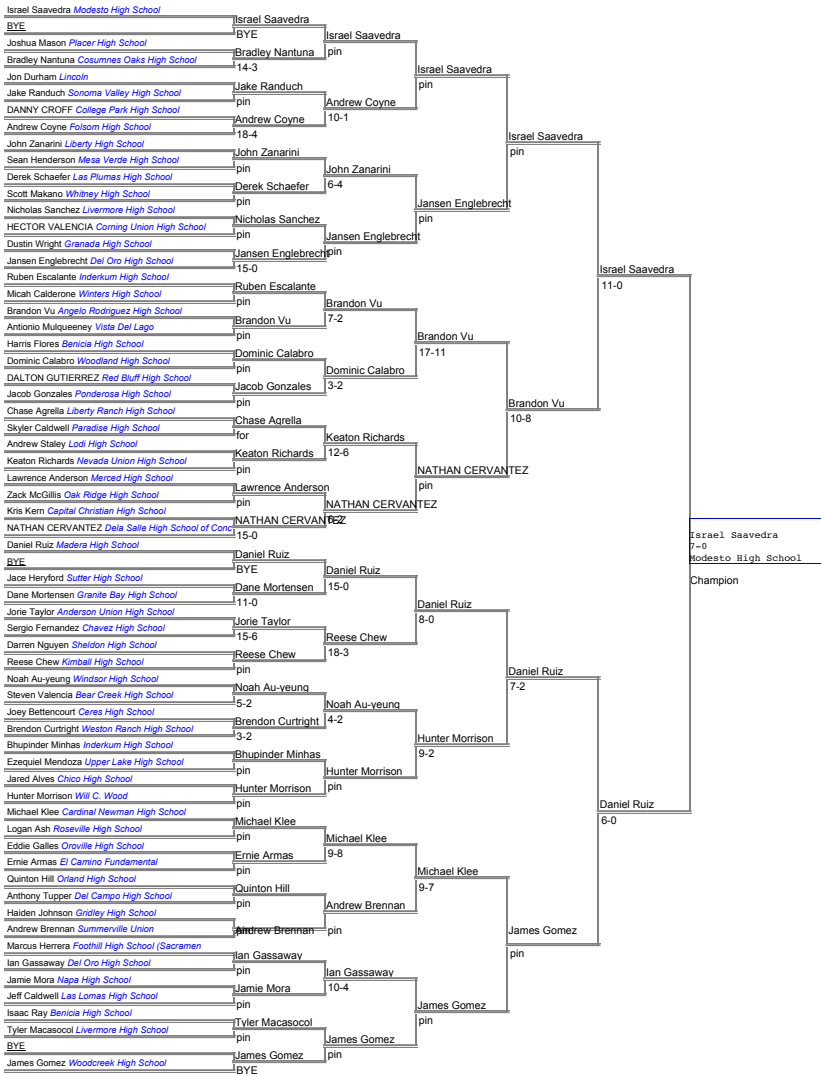 Israel Saavedra Modesto High School
BYE
Joshua Mason Placer High School
Bradley Nantuna Cosumnes Oaks High School
Jon Durham Lincoln
Jake Randuch Sonoma Valley High School
DANNY CROFF College Park High School
Andrew Coyne Folsom High School
John Zanarini Liberty High School
Sean Henderson Mesa Verde High School
Derek Schaefer Las Plumas High School
Scott Makano Whitney High School
Nicholas Sanchez Livermore High School
HECTOR VALENCIA Corning Union High School
Dustin Wright Granada High School
Jansen Englebrecht Del Oro High School
Ruben Escalante Inderkum High School
Micah Calderone Winters High School
Brandon Vu Angelo Rodriguez High School
Antionio Mulqueeney Vista Del Lago
Harris Flores Benicia High School
Dominic Calabro Woodland High School
DALTON GUTIERREZ Red Bluff High School
Jacob Gonzales Ponderosa High School
Chase Agrella Liberty Ranch High School
Skyler Caldwell Paradise High School
Andrew Staley Lodi High School
Keaton Richards Nevada Union High School
Lawrence Anderson Merced High School
Zack McGillis Oak Ridge High School
Kris Kern Capital Christian High School
NATHAN CERVANTEZ Dela Salle High School of Conc
Daniel Ruiz Madera High School
BYE
Jace Heryford Sutter High School
Dane Mortensen Granite Bay High School
Jorie Taylor Anderson Union High School
Sergio Fernandez Chavez High School
Darren Nguyen Sheldon High School
Reese Chew Kimball High School
Noah Au-yeung Windsor High School
Steven Valencia Bear Creek High School
Joey Bettencourt Ceres High School
Brendon Curtright Weston Ranch High School
Bhupinder Minhas Inderkum High School
Ezequiel Mendoza Upper Lake High School
Jared Alves Chico High School
Hunter Morrison Will C. Wood
Michael Klee Cardinal Newman High School
Logan Ash Roseville High School
Eddie Galles Oroville High School
Ernie Armas El Camino Fundamental
Quinton Hill Orland High School
Anthony Tupper Del Campo High School
Haiden Johnson Gridley High School
Andrew Brennan Summerville Union
Marcus Herrera Foothill High School (Sacramen
Ian Gassaway Del Oro High School
Jamie Mora Napa High School
Jeff Caldwell Las Lomas High School
Isaac Ray Benicia High School
Tyler Macasocol Livermore High School
BYE
James Gomez Woodcreek High School
Israel Saavedra
BYE
Bradley Nantuna
14-3
Jake Randuch
pin
Andrew Coyne
18-4
John Zanarini
pin
Derek Schaefer
pin
Nicholas Sanchez
pin
Jansen Englebrecht
15-0
Ruben Escalante
pin
Brandon Vu
pin
Dominic Calabro
pin
Jacob Gonzales
pin
Chase Agrella
for
Keaton Richards
pin
Lawrence Anderson
pin
NATHAN CERVANTEZ
15-0
Daniel Ruiz
BYE
Dane Mortensen
11-0
Jorie Taylor
15-6
Reese Chew
pin
Noah Au-yeung
5-2
Brendon Curtright
3-2
Bhupinder Minhas
pin
Hunter Morrison
pin
Michael Klee
pin
Ernie Armas
pin
Quinton Hill
pin
Andrew Brennan
pin
Ian Gassaway
pin
Jamie Mora
pin
Tyler Macasocol
pin
James Gomez
BYE
Israel Saavedra
pin
Andrew Coyne
10-1
John Zanarini
6-4
Jansen Englebrecht
pin
Brandon Vu
7-2
Dominic Calabro
3-2
Keaton Richards
12-6
NATHAN CERVANTEZ
Daniel Ruiz
15-0
Reese Chew
18-3
Noah Au-yeung
4-2
Hunter Morrison
pin
Michael Klee
9-8
Andrew Brennan
pin
Ian Gassaway
10-4
James Gomez
pin
Israel Saavedra
pin
Jansen Englebrecht
pin
Brandon Vu
17-11
NATHAN CERVANTEZ
pin
Daniel Ruiz
8-0
Hunter Morrison
9-2
Michael Klee
9-7
James Gomez
pin
Israel Saavedra
pin
Brandon Vu
10-8
Daniel Ruiz
7-2
James Gomez
pin
Israel Saavedra
11-0
Daniel Ruiz
6-0
Israel Saavedra
7-0
Modesto High School
Champion